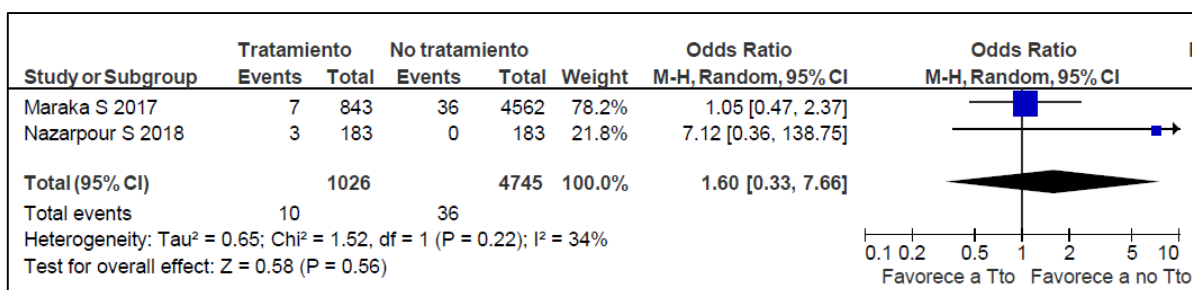 Tratamiento No tratamiento Odds Ratio Odds Ratio
Study or Subgroup Events Total Events Total Weight M-H, Random, 95% CI M-H, Random, 95% CI
Maraka S 2017 7 843 36 4562 78.2% 1.05 [0.47, 2.37]
Nazarpour S 2018 3 183 0 183 21.8% 7.12 [0.36, 138.75]
Total (95% CI) 1026 4745 100.0% 1.60 [0.33, 7.66]
Total events 10 36
Heterogeneity: Tau² = 0.65; Chi² = 1.52, df = 1 (P = 0.22); I² = 34%
Test for overall effect: Z = 0.58 (P = 0.56)
0.1 0.2 0.5 1 2 5 10
Favorece a Tto Favorece a no Tto